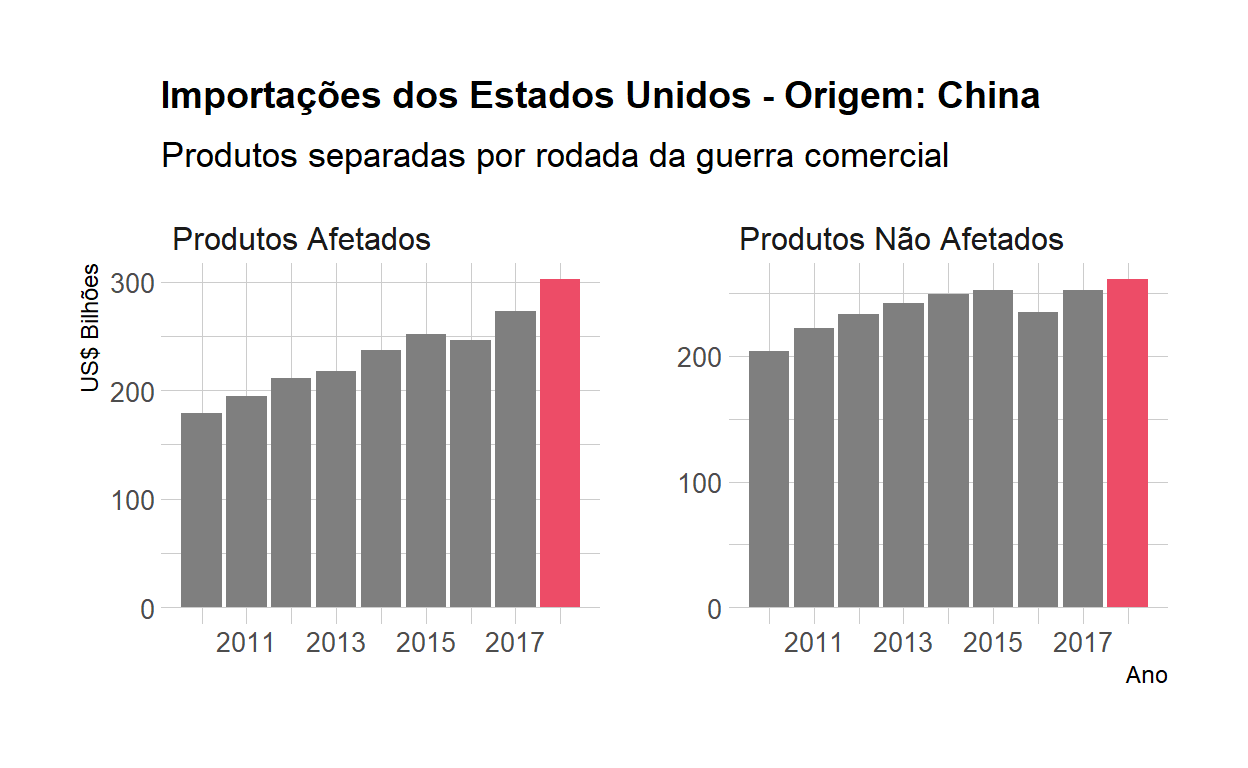 Importações dos Estados Unidos - Origem: China
Produtos separadas por rodada da guerra comercial
Produtos Afetados
US$ Bilhões
300
200
100
0
2011 2013 2015 2017
Produtos Não Afetados
200
100
0
2011 2013 2015 2017
Ano